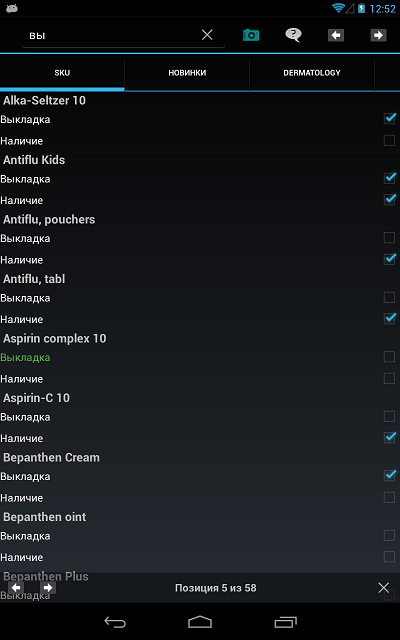 12:52
вы
SKU НОВИНКИ DERMATOLOGY
Alka-Seltzer 10
Выкладка
Наличие
Antiflu Kids
Выкладка
Наличие
Antiflu, pouchers
Выкладка
Наличие
Antiflu, tabl
Выкладка
Наличие
Aspirin complex 10
Выкладка
Наличие
Aspirin-C 10
Выкладка
Наличие
Bepanthen Cream
Выкладка
Наличие
Bepanthen oint
Выкладка
Наличие
Bepanthen Plus
Позиция 5 из 58
Выкладка